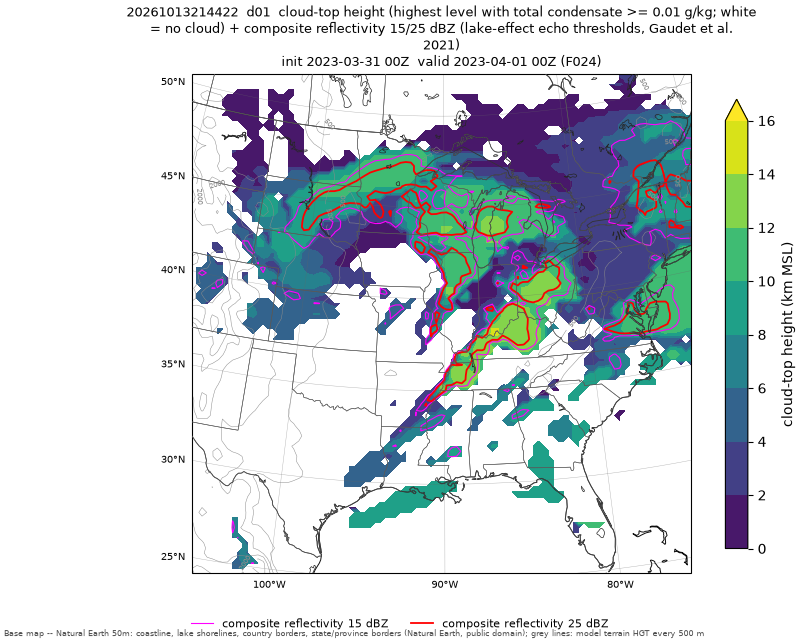 20261013214422  d01  cloud-top height (highest level with total condensate >= 0.01 g/kg; white
= no cloud) + composite reflectivity 15/25 dBZ (lake-effect echo thresholds, Gaudet et al.
2021)
init 2023-03-31 00Z  valid 2023-04-01 00Z (F024)
50°N
45°N
40°N
35°N
30°N
25°N
100°W
90°W
80°W
16
14
12
10
8
6
4
2
0
cloud-top height (km MSL)
composite reflectivity 15 dBZ
composite reflectivity 25 dBZ
Base map -- Natural Earth 50m: coastline, lake shorelines, country borders, state/province borders (Natural Earth, public domain); grey lines: model terrain HGT every 500 m